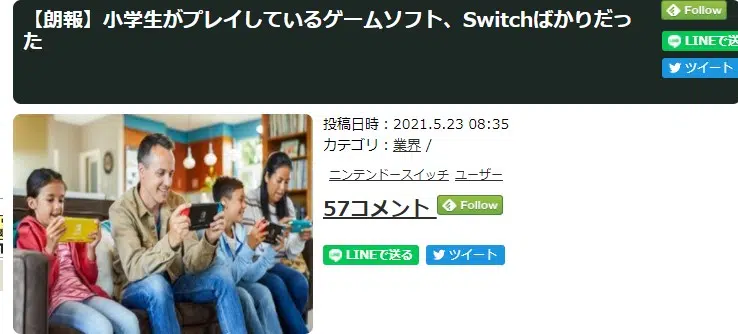 【朗報】小学生がプレイしているゲームソフト、Switchばかりだっ
た
Follow
LINEで送
ツイート
投稿日時：2021.5.23 08:35
カテゴリ：業界 /
ニンテンドースイッチ ユーザー
57コメント Follow
LINEで送る ツイート